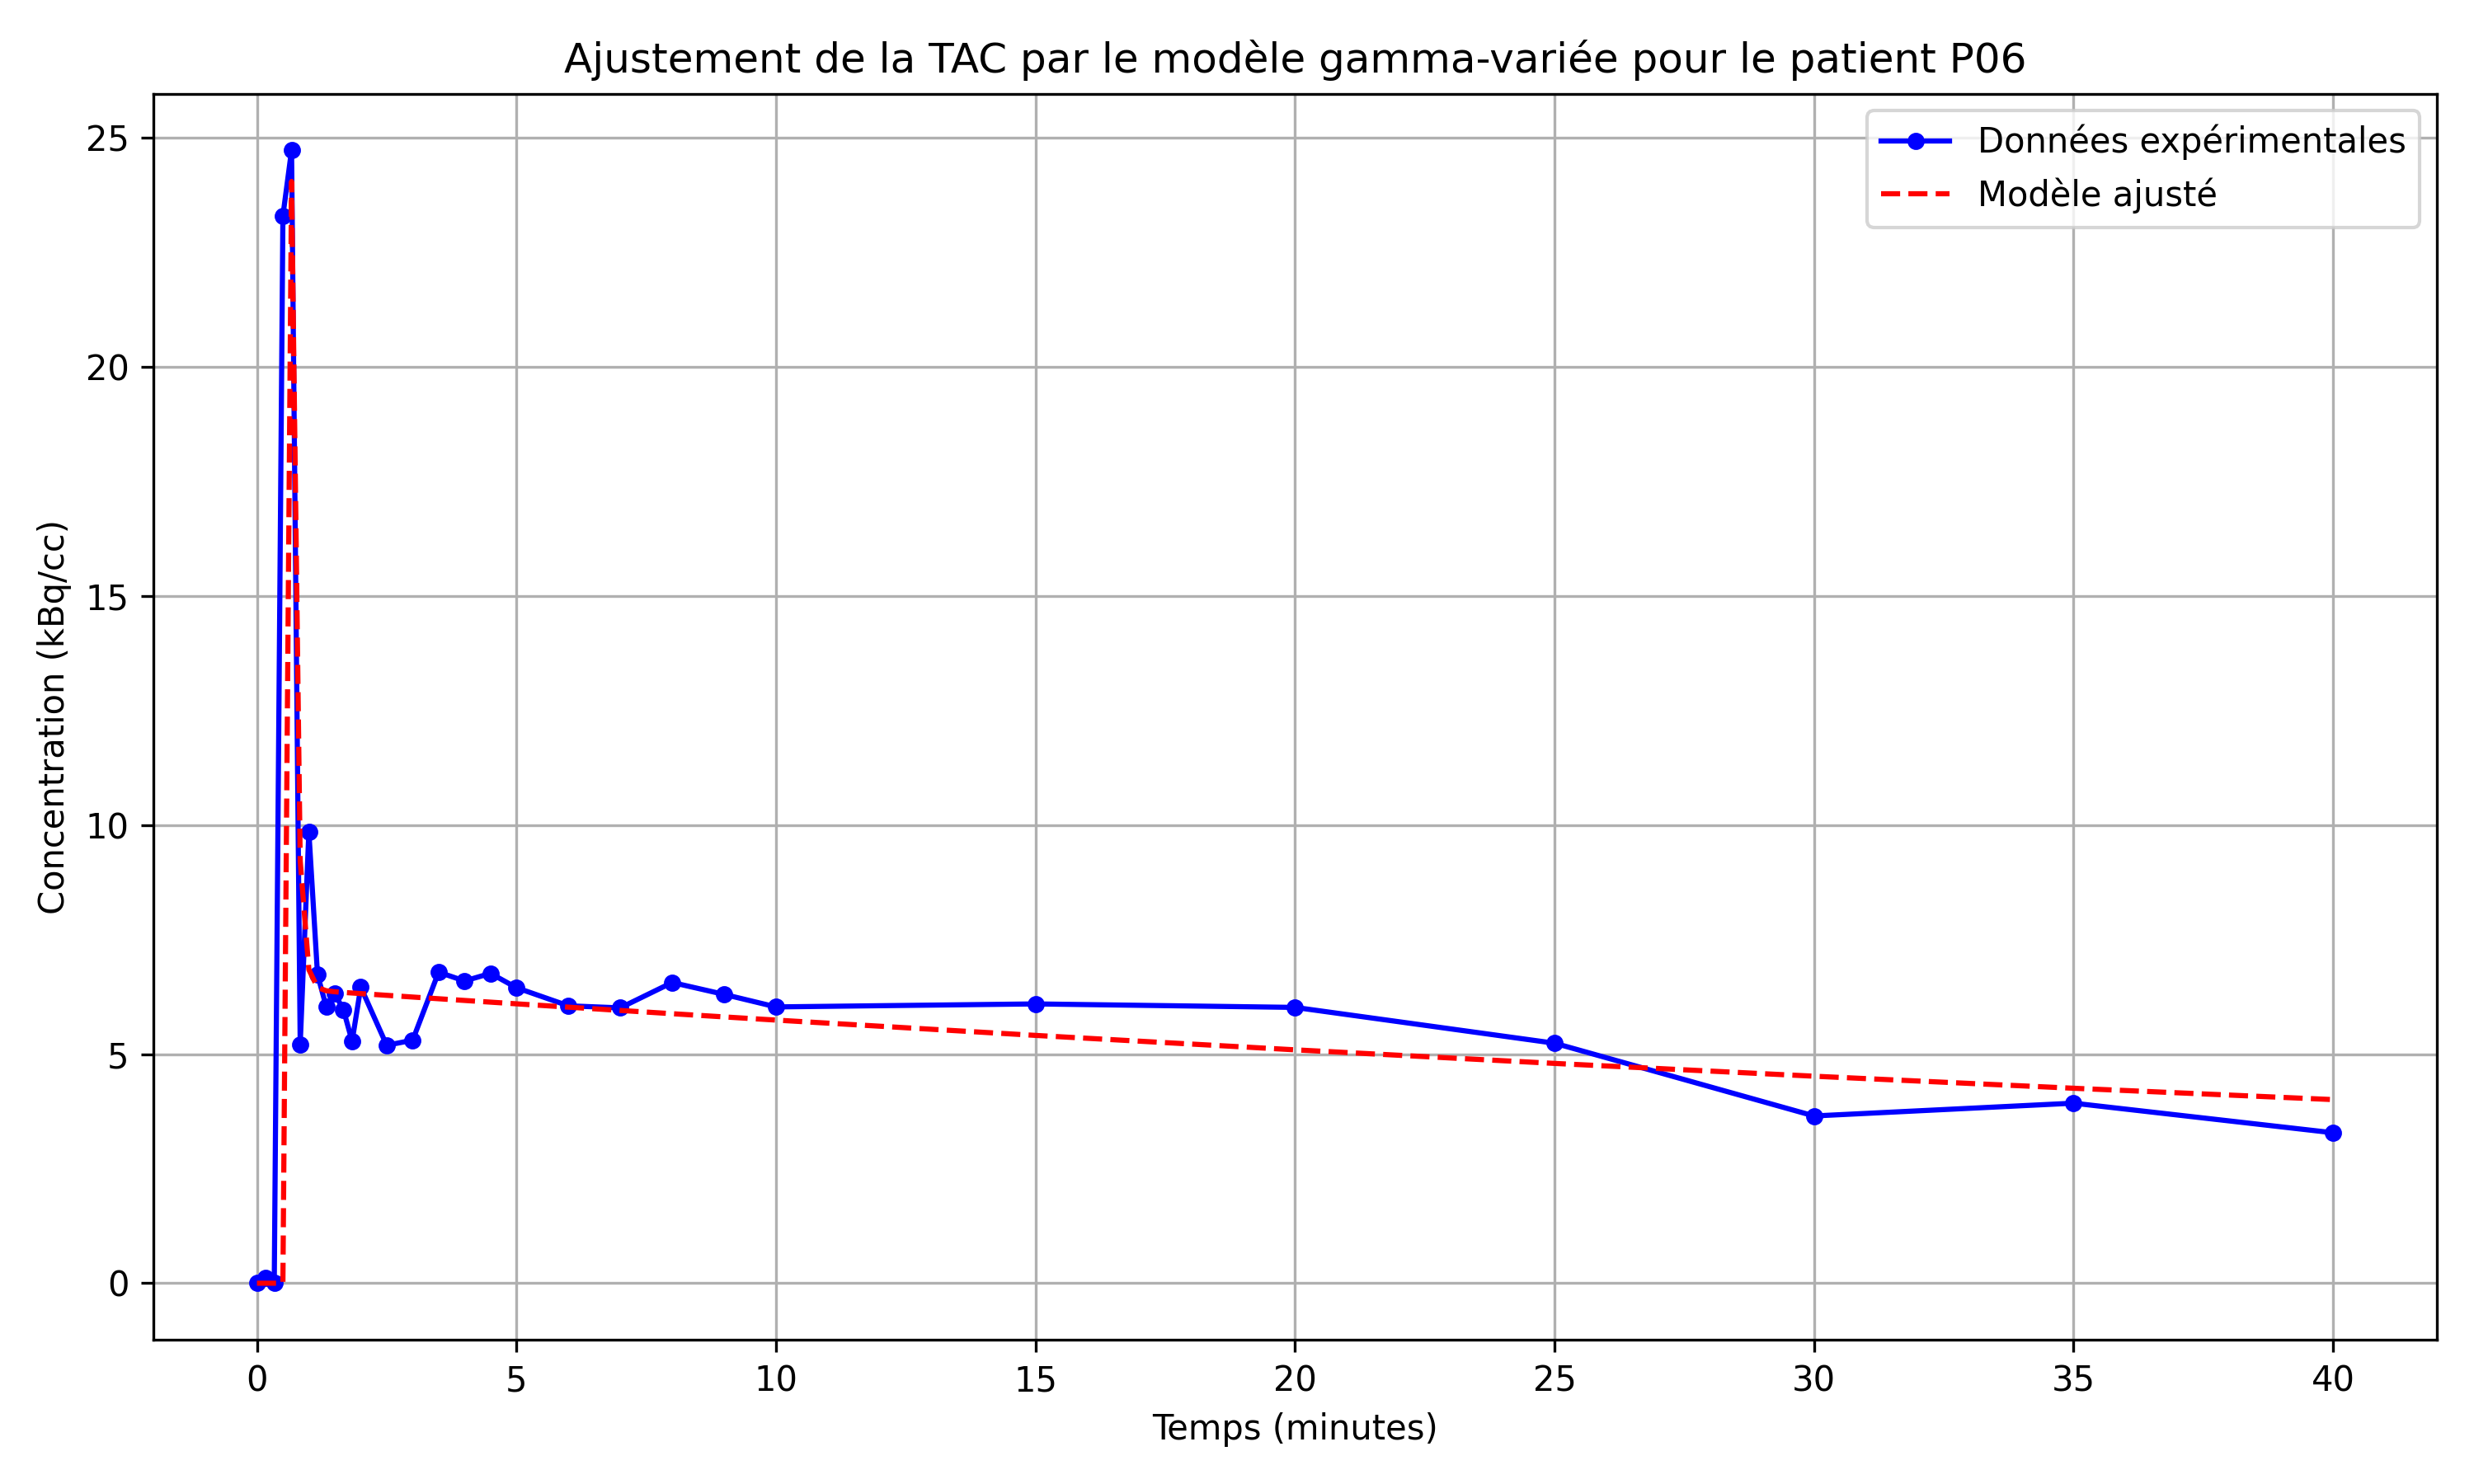 Ajustement de la TAC par le modèle gamma-variée pour le patient P06
Données expérimentales
Modèle ajusté
Concentration (kBq/cc)
25
20
15
10
5
0
0 5 10 15 20 25 30 35 40
Temps (minutes)